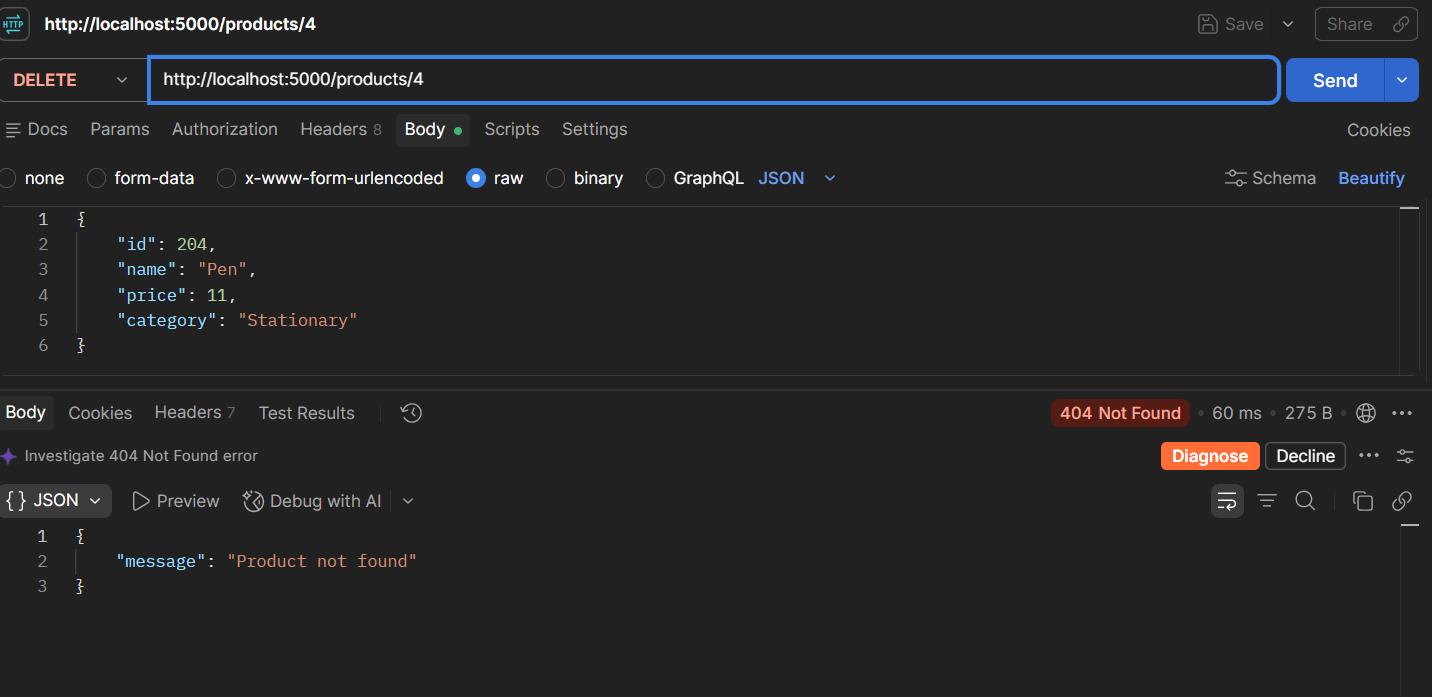 HTTP http://localhost:5000/products/4 Save Share
DELETE http://localhost:5000/products/4 Send
Docs Params Authorization Headers 8 Body Scripts Settings Cookies
none form-data x-www-form-urlencoded raw binary GraphQL JSON Schema Beautify
1 {
2 "id": 204,
3 "name": "Pen",
4 "price": 11,
5 "category": "Stationary"
6 }
Body Cookies Headers 7 Test Results 404 Not Found 60 ms 275 B
Investigate 404 Not Found error Diagnose Decline
{} JSON Preview Debug with AI
1 {
2 "message": "Product not found"
3 }